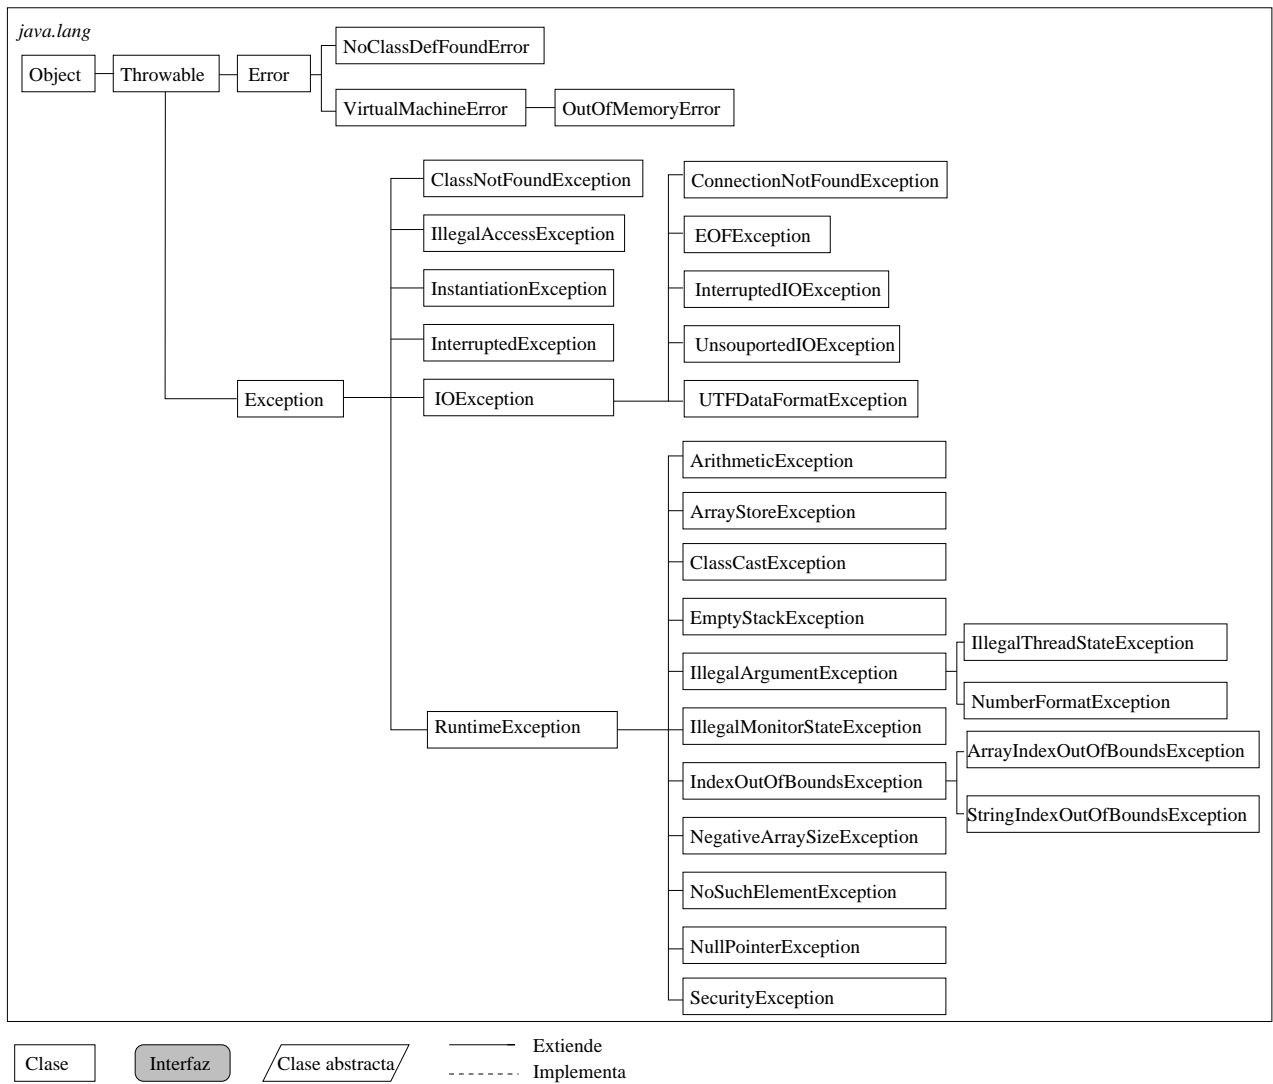 java.lang
NoClassDefFoundError
Object
Throwable
Error
VirtualMachineError
OutOfMemoryError
ClassNotFoundException
ConnectionNotFoundException
IllegalAccessException
EOFException
InstantiationException
InterruptedIOException
InterruptedException
UnsouportedIOException
Exception
IOException
UTFDataFormatException
ArithmeticException
ArrayStoreException
ClassCastException
EmptyStackException
IllegalThreadStateException
IllegalArgumentException
NumberFormatException
RuntimeException
IllegalMonitorStateException
ArrayIndexOutOfBoundsException
IndexOutOfBoundsException
StringIndexOutOfBoundsException
NegativeArraySizeException
NoSuchElementException
NullPointerException
SecurityException
Clase
Interfaz
Clase abstracta
Extiende
Implementa